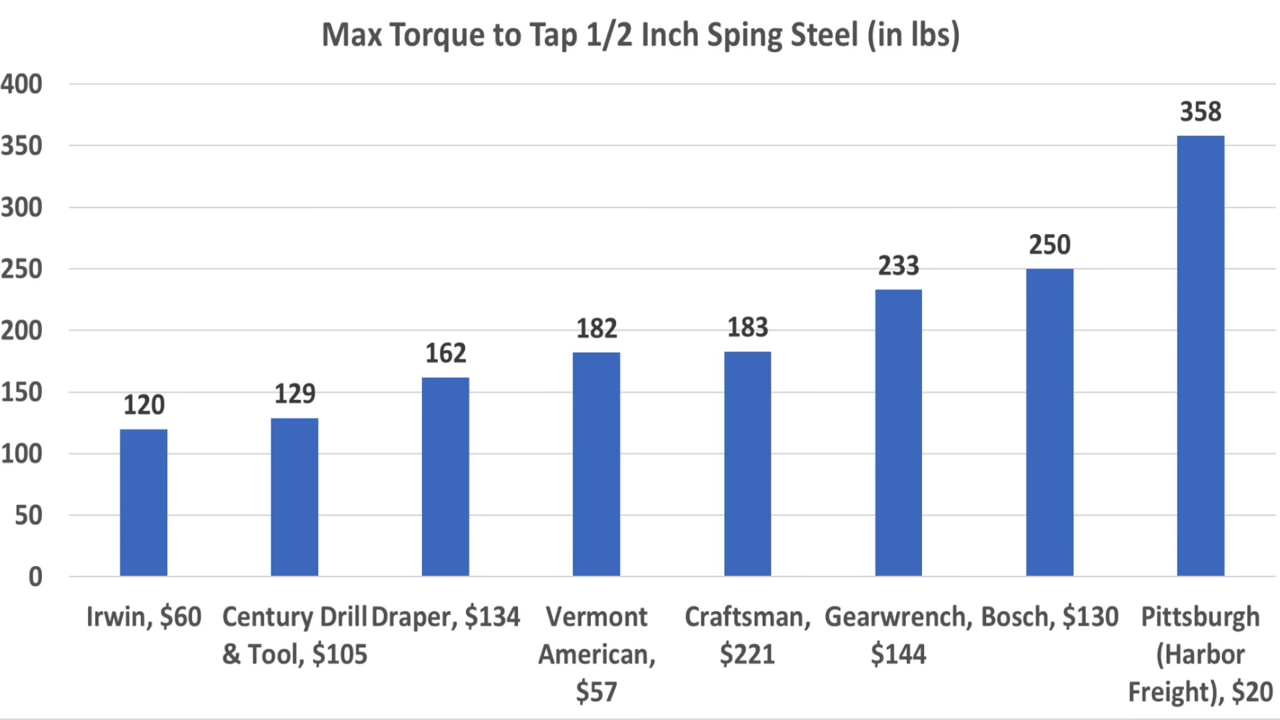 Max Torque to Tap 1/2 Inch Sping Steel (in lbs)
400
350
300
250
200
150
100
50
0
120
129
162
182
183
233
250
358
Irwin, $60
Century Drill
& Tool, $105
Draper, $134
Vermont
American,
$57
Craftsman,
$221
Gearwrench,
$144
Bosch, $130
Pittsburgh
(Harbor
Freight), $20